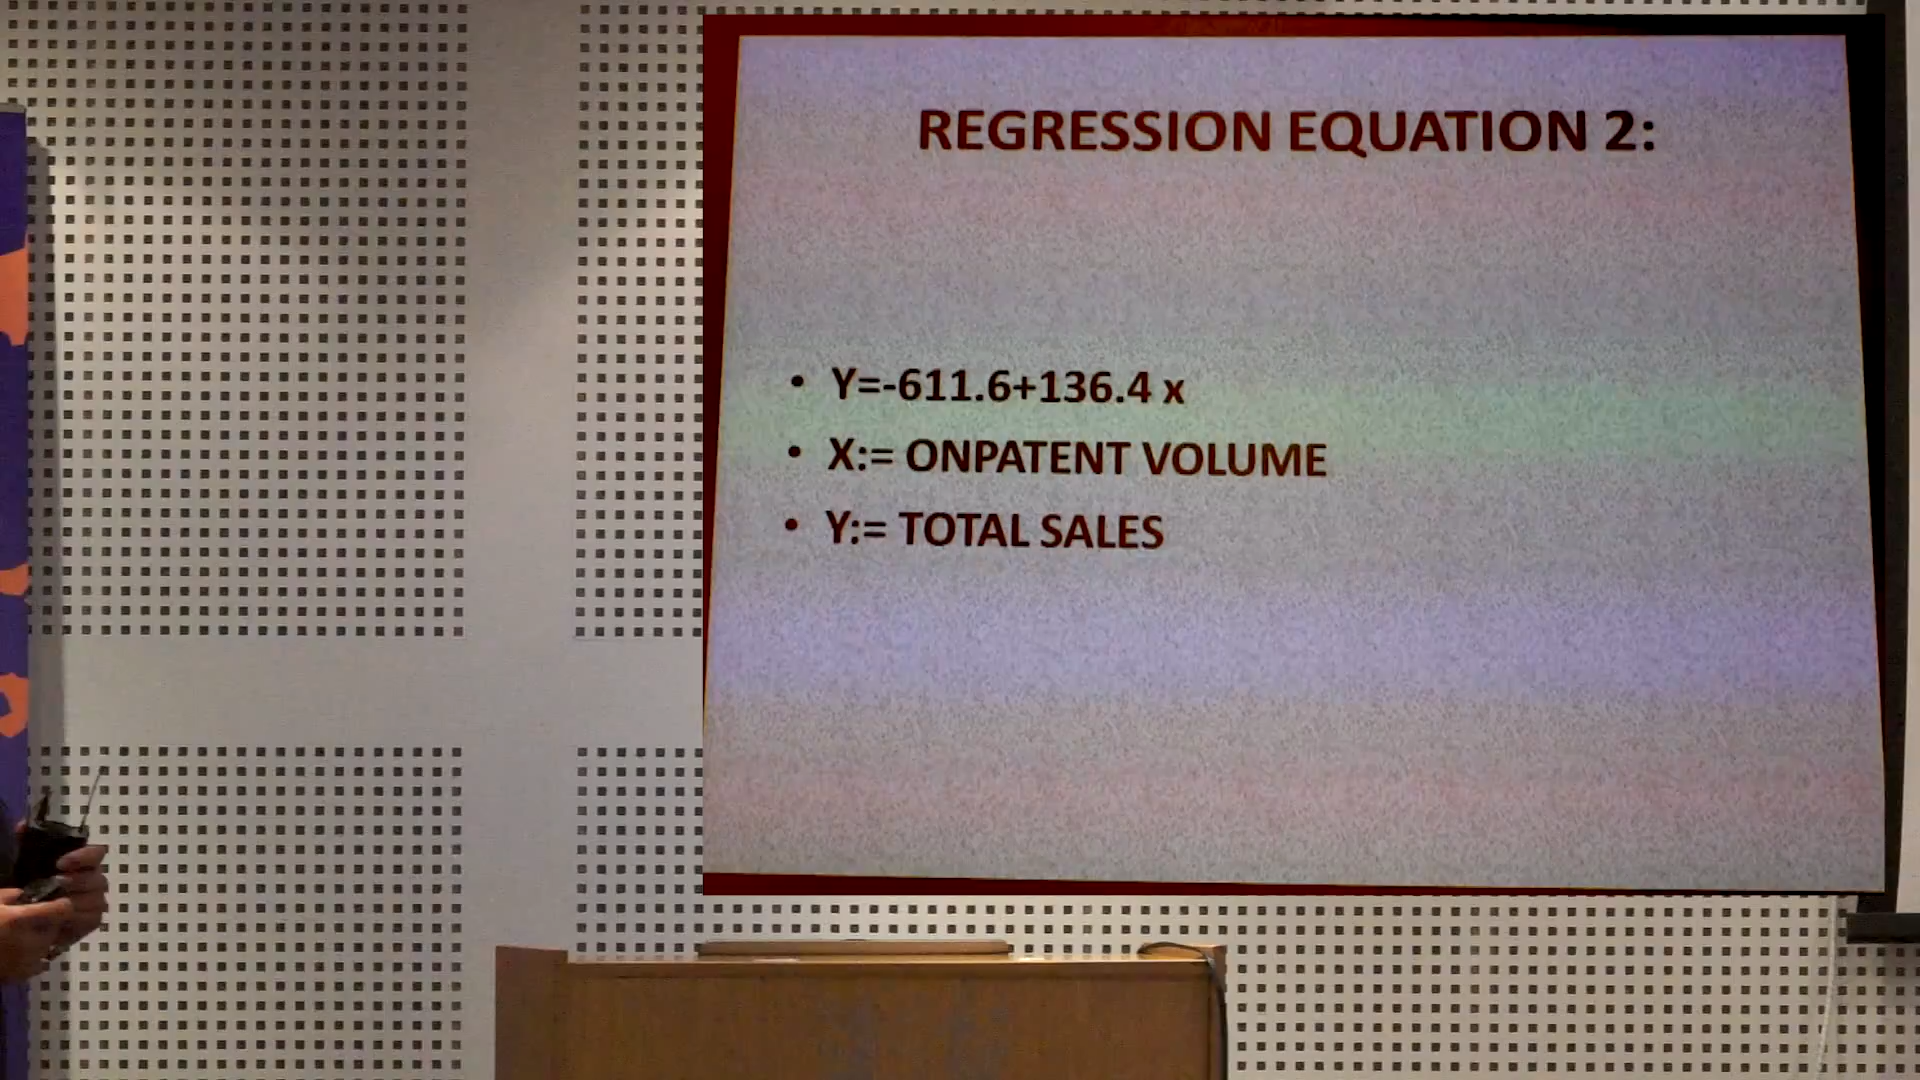 REGRESSION EQUATION 2:
• Y=-611.6+136.4 x
• X:= ONPATENT VOLUME
• Y:= TOTAL SALES